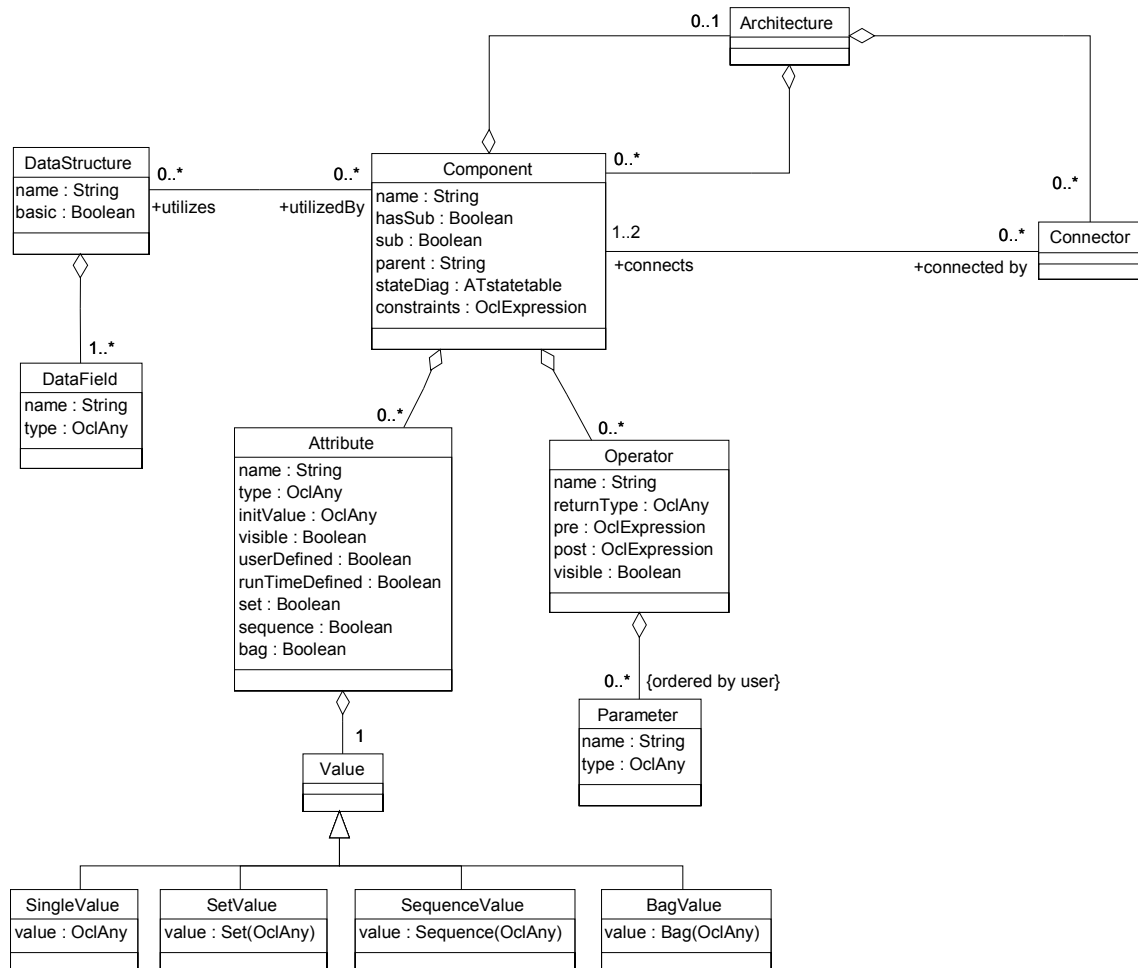 0..1
Architecture
DataStructure
name : String
basic : Boolean
0..*
+utilizes
0..*
+utilizedBy
Component
name : String
hasSub : Boolean
sub : Boolean
parent : String
stateDiag : ATstatetable
constraints : OclExpression
0..*
0..*
1..2
+connects
0..*
+connected by
Connector
1..*
DataField
name : String
type : OclAny
0..*
Attribute
name : String
type : OclAny
initValue : OclAny
visible : Boolean
userDefined : Boolean
runTimeDefined : Boolean
set : Boolean
sequence : Boolean
bag : Boolean
0..*
Operator
name : String
returnType : OclAny
pre : OclExpression
post : OclExpression
visible : Boolean
0..* {ordered by user}
Parameter
name : String
type : OclAny
1
Value
SingleValue
value : OclAny
SetValue
value : Set(OclAny)
SequenceValue
value : Sequence(OclAny)
BagValue
value : Bag(OclAny)